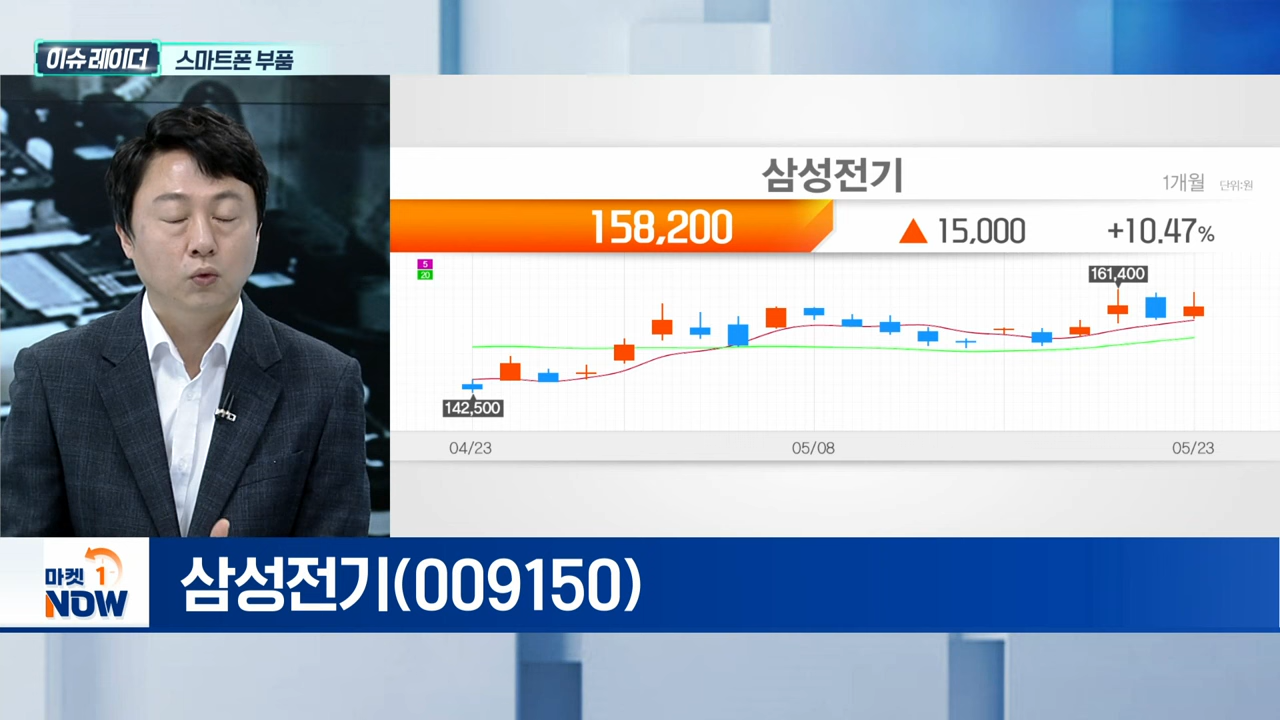 이슈 레이더 스마트폰 부품
삼성전기
1개월 단위:원
158,200 ▲ 15,000 +10.47%
5
20
161,400
142,500
04/23 05/08 05/23
마켓 1
NOW
삼성전기(009150)